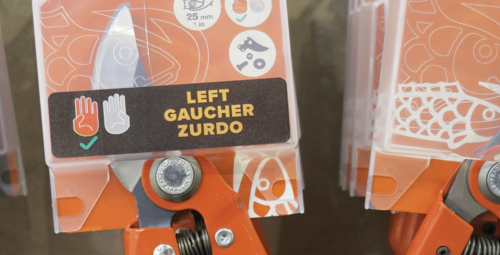 25 mm
1 in
LEFT
GAUCHER
ZURDO